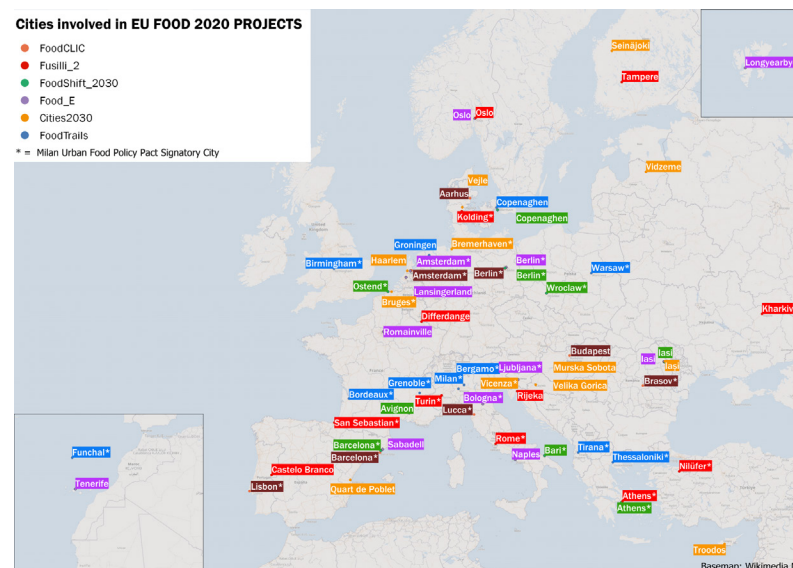 Cities involved in EU FOOD 2020 PROJECTS
FoodCLIC
Fusilli_2
FoodShift_2030
Food_E
Cities2030
FoodTrails
* = Milan Urban Food Policy Pact Signatory City
Seinäjoki
Longyearby
Tampere
Oslo
Oslo
Vidzeme
Vejle
Aarhus
Copenaghen
Kolding*
Copenaghen
Groningen
Bremerhaven*
Birmingham*
Haarlem
Amsterdam*
Berlin*
Warsaw*
Amsterdam*
Berlin*
Berlin*
Ostend*
Lansingerland
Wroclaw*
Bruges*
Kharkiv
Differdange
Romainville
Budapest
Iasi
Iasi
Iasi
Bergamo*
Ljubljana*
Murska Sobota
Milan*
Grenoble*
Vicenza*
Velika Gorica
Brasov*
Bordeaux*
Turin*
Bologna*
Rijeka
Avignon
Lucca*
San Sebastian*
Rome*
Barcelona*
Sabadell
Bari*
Tirana*
Barcelona*
Naples
Thessaloniki*
Funchal*
Castelo Branco
Nilüfer*
Tenerife
Lisbon*
Quart de Poblet
Athens*
Athens*
Troodos
Basemap: Wikimedia